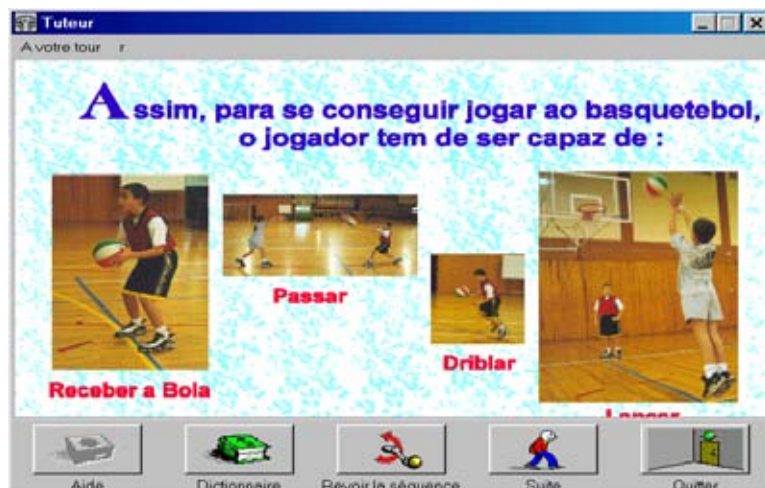 Tuteur
A votre tour r
Assim, para se conseguir jogar ao basquetebol,
o jogador tem de ser capaz de :
Passar
Driblar
Receber a Bola
Lançar
Aide
Dictionnaire
Revoir la séquence
Suite
Quitter